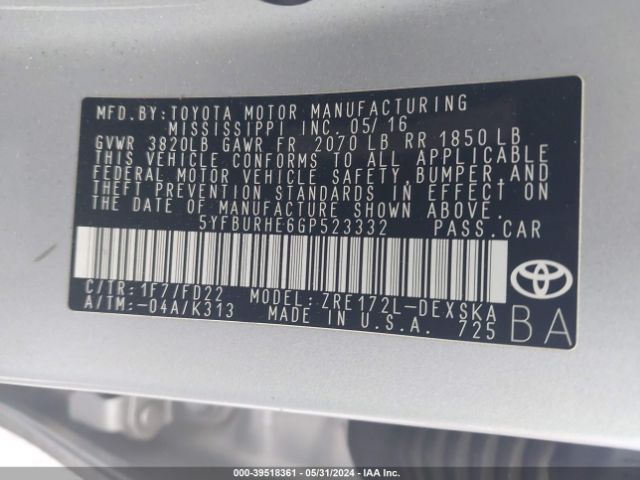 MFD.BY: TOYOTA MOTOR MANUFACTURING
MISSISSIPPI INC. 05/16
GVWR 3820LB GAWR FR 2070 LB RR 1850 LB
THIS VEHICLE CONFORMS TO ALL APPLICABLE
FEDERAL MOTOR VEHICLE SAFETY, BUMPER, AND
THEFT PREVENTION STANDARDS IN EFFECT ON
THE DATE OF MANUFACTURE SHOWN ABOVE.
5YFBURHE6GP523332 PASS.CAR
C/TR: 1F7/FD22 MODEL: ZRE172L-DEXSKA
A/TM: -04A/K313 MADE IN U.S.A. 725
BA
000-39518361 - 05/31/2024 - IAA Inc.